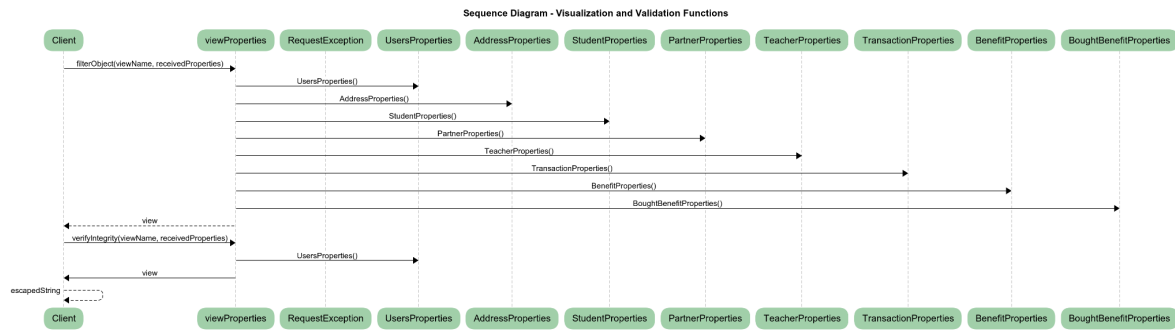 Sequence Diagram - Visualization and Validation Functions
Client viewProperties RequestException UsersProperties AddressProperties StudentProperties PartnerProperties TeacherProperties TransactionProperties BenefitProperties BoughtBenefitProperties
filterObject(viewName, receivedProperties)
UsersProperties()
AddressProperties()
StudentProperties()
PartnerProperties()
TeacherProperties()
TransactionProperties()
BenefitProperties()
BoughtBenefitProperties()
view
verifyIntegrity(viewName, receivedProperties)
UsersProperties()
view
escapedString
Client viewProperties RequestException UsersProperties AddressProperties StudentProperties PartnerProperties TeacherProperties TransactionProperties BenefitProperties BoughtBenefitProperties